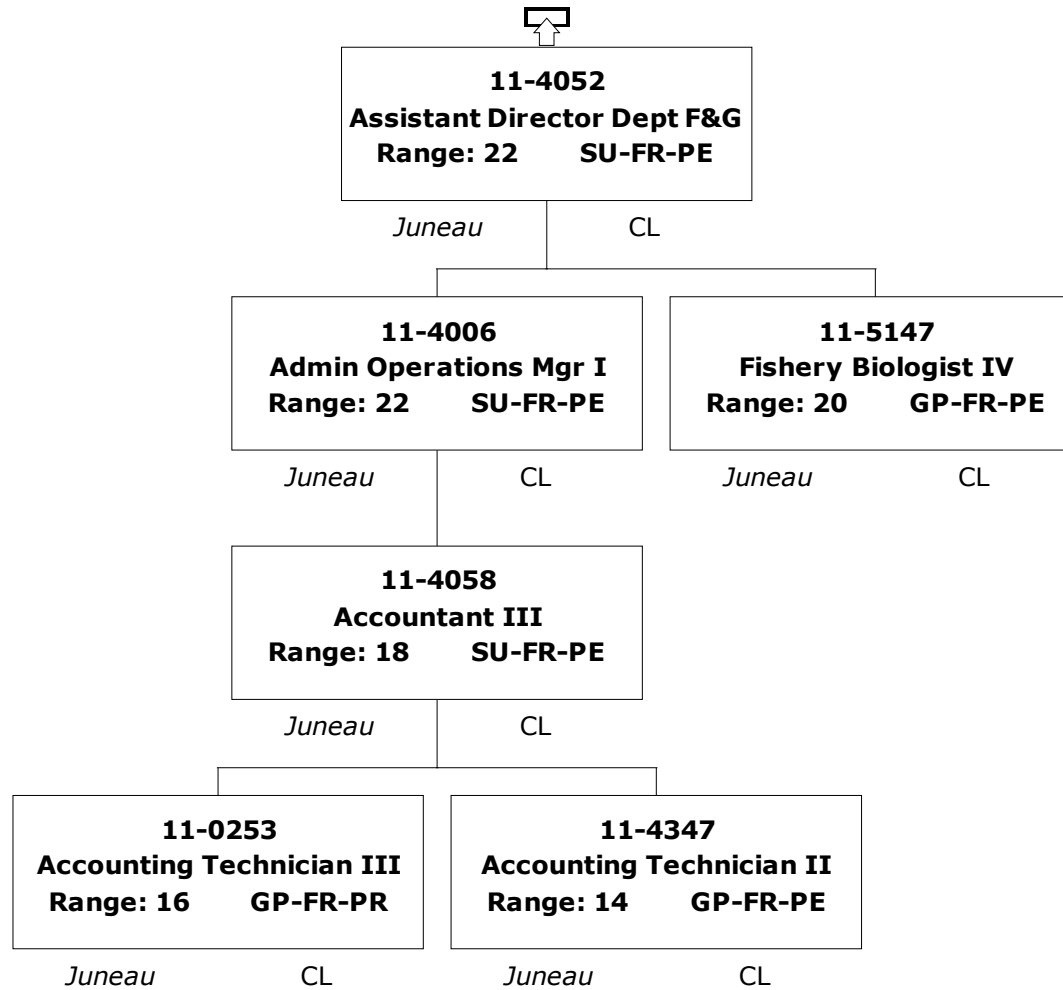 11-4052
Assistant Director Dept F&G
Range: 22 SU-FR-PE
Juneau CL
11-4006
Admin Operations Mgr I
Range: 22 SU-FR-PE
Juneau CL
11-5147
Fishery Biologist IV
Range: 20 GP-FR-PE
Juneau CL
11-4058
Accountant III
Range: 18 SU-FR-PE
Juneau CL
11-0253
Accounting Technician III
Range: 16 GP-FR-PR
Juneau CL
11-4347
Accounting Technician II
Range: 14 GP-FR-PE
Juneau CL